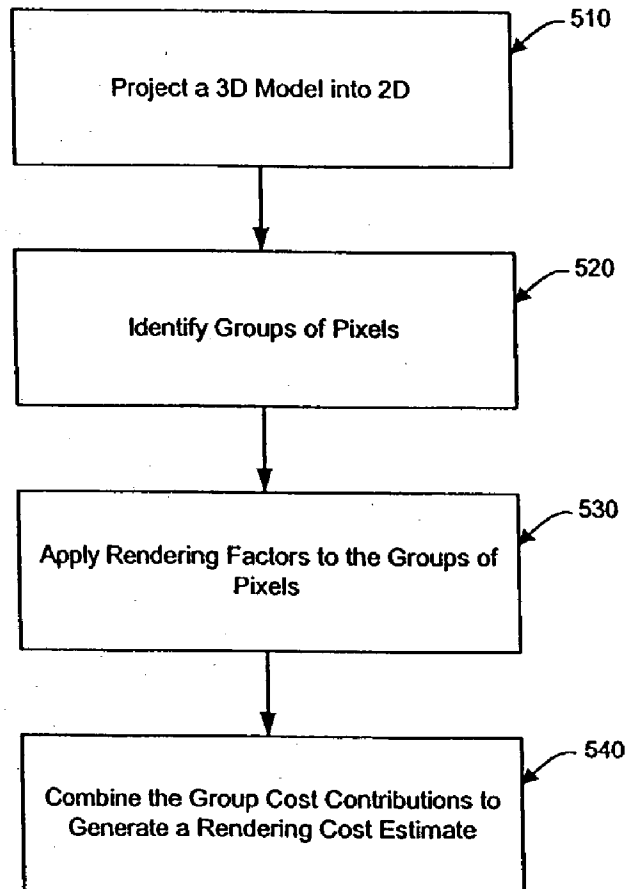 510
Project a 3D Model into 2D
520
Identify Groups of Pixels
530
Apply Rendering Factors to the Groups of
Pixels
540
Combine the Group Cost Contributions to
Generate a Rendering Cost Estimate